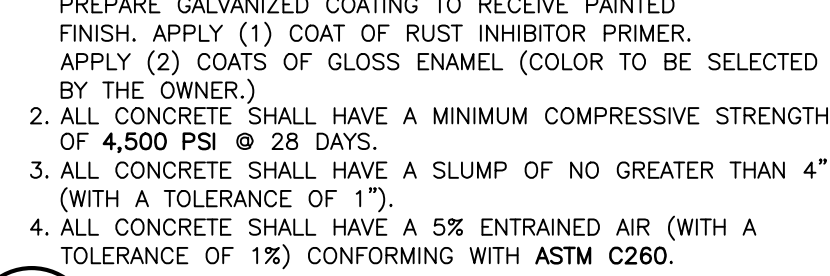 PREPARE GALVANIZED COATING TO RECEIVE PAINTED
FINISH. APPLY (1) COAT OF RUST INHIBITOR PRIMER.
APPLY (2) COATS OF GLOSS ENAMEL (COLOR TO BE SELECTED
BY THE OWNER.)
2. ALL CONCRETE SHALL HAVE A MINIMUM COMPRESSIVE STRENGTH
OF 4,500 PSI @ 28 DAYS.
3. ALL CONCRETE SHALL HAVE A SLUMP OF NO GREATER THAN 4"
(WITH A TOLERANCE OF 1").
4. ALL CONCRETE SHALL HAVE A 5% ENTRAINED AIR (WITH A
TOLERANCE OF 1%) CONFORMING WITH ASTM C260.